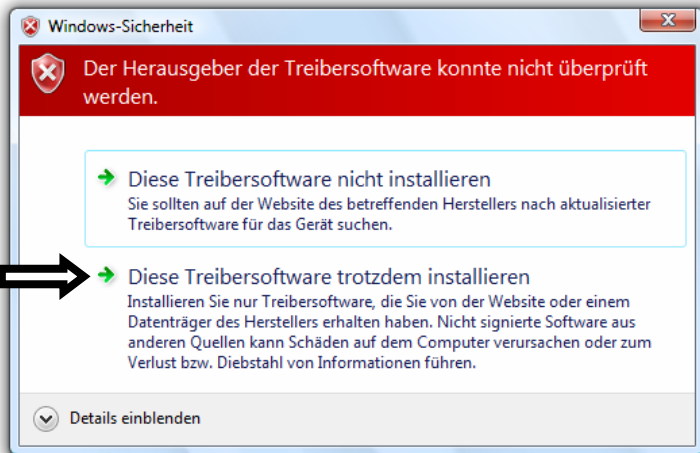 Windows-Sicherheit
Der Herausgeber der Treibersoftware konnte nicht überprüft
werden.
Diese Treibersoftware nicht installieren
Sie sollten auf der Website des betreffenden Herstellers nach aktualisierter
Treibersoftware für das Gerät suchen.
Diese Treibersoftware trotzdem installieren
Installieren Sie nur Treibersoftware, die Sie von der Website oder einem
Datenträger des Herstellers erhalten haben. Nicht signierte Software aus
anderen Quellen kann Schäden auf dem Computer verursachen oder zum
Verlust bzw. Diebstahl von Informationen führen.
Details einblenden